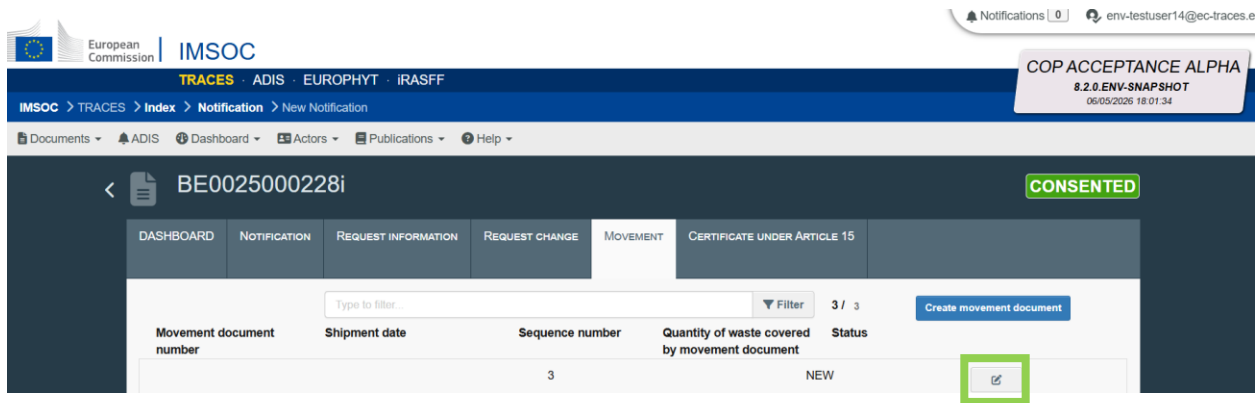 Notifications 0 env-testuser14@ec-traces.e
European Commission IMSOC
COP ACCEPTANCE ALPHA
8.2.0.ENV-SNAPSHOT
06/05/2026 18:01:34
TRACES · ADIS · EUROPHYT · iRASFF
IMSOC > TRACES > Index > Notification > New Notification
Documents ADIS Dashboard Actors Publications Help
BE0025000228i CONSENTED
DASHBOARD NOTIFICATION REQUEST INFORMATION REQUEST CHANGE MOVEMENT CERTIFICATE UNDER ARTICLE 15
Type to filter... Filter 3 / 3 Create movement document
Movement document number Shipment date Sequence number Quantity of waste covered by movement document Status
3 NEW